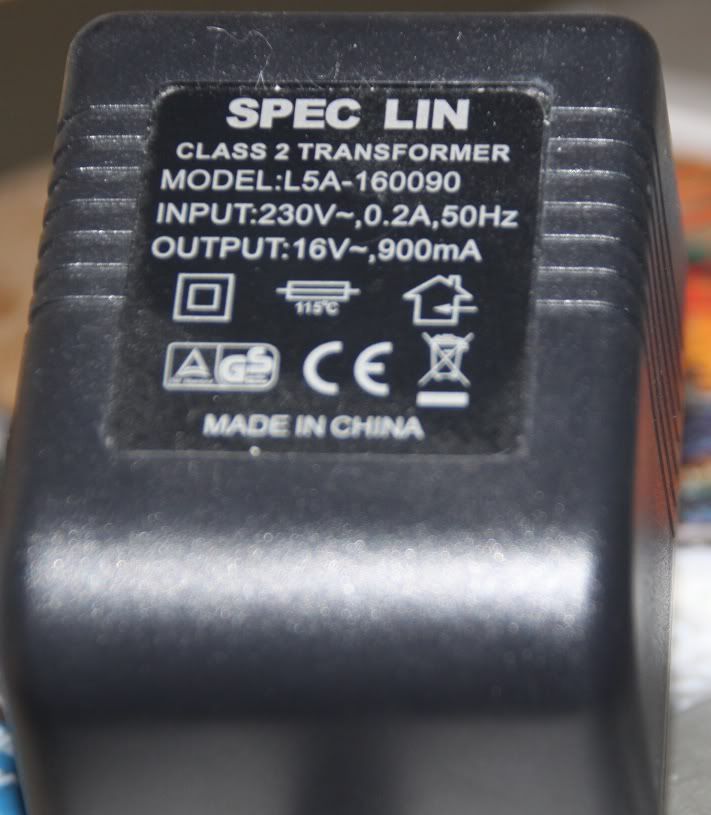 SPEC LIN
CLASS 2 TRANSFORMER
MODEL:L5A-160090
INPUT:230V~,0.2A,50Hz
OUTPUT:16V~,900mA
115°C
GS CE
MADE IN CHINA